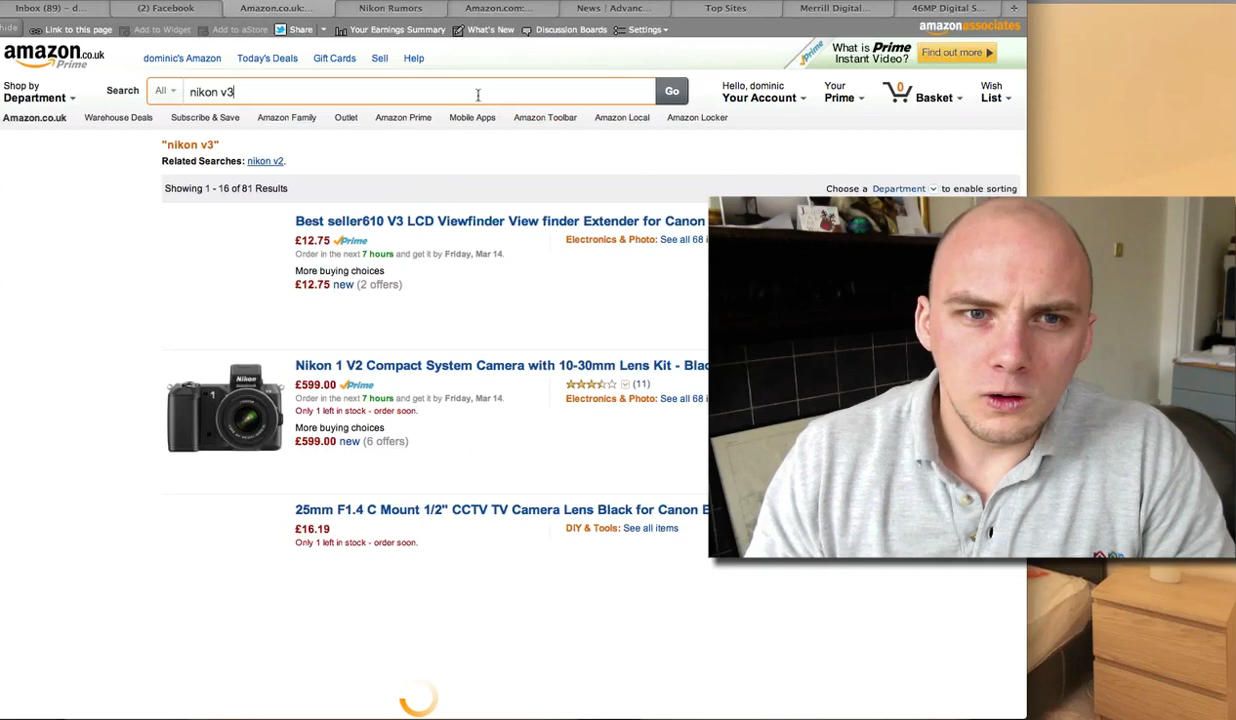 Inbox (89) – d...
(2) Facebook
Amazon.co.uk:...
Nikon Rumors
Amazon.com:...
News | Advanc...
Top Sites
Merrill Digital...
46MP Digital S...
hide
Link to this page
Add to Widget
Add to aStore
Share
Your Earnings Summary
What's New
Discussion Boards
Settings
amazonassociates
amazon.co.uk
Prime
dominic's Amazon
Today's Deals
Gift Cards
Sell
Help
Prime
What is Prime
Instant Video?
Find out more
Shop by
Department
Search
All
nikon v3
Go
Hello, dominic
Your Account
Your
Prime
0
Basket
Wish
List
Amazon.co.uk
Warehouse Deals
Subscribe & Save
Amazon Family
Outlet
Amazon Prime
Mobile Apps
Amazon Toolbar
Amazon Local
Amazon Locker
"nikon v3"
Related Searches: nikon v2.
Showing 1 - 16 of 81 Results
Choose a Department to enable sorting
Best seller610 V3 LCD Viewfinder View finder Extender for Canon
£12.75 Prime
Order in the next 7 hours and get it by Friday, Mar 14.
More buying choices
£12.75 new (2 offers)
Electronics & Photo: See all 68 i
Nikon 1 V2 Compact System Camera with 10-30mm Lens Kit - Blac
£599.00 Prime
Order in the next 7 hours and get it by Friday, Mar 14.
Only 1 left in stock - order soon.
More buying choices
£599.00 new (6 offers)
(11)
Electronics & Photo: See all 68
Nikon
1
25mm F1.4 C Mount 1/2" CCTV TV Camera Lens Black for Canon E
£16.19
Only 1 left in stock - order soon.
DIY & Tools: See all items